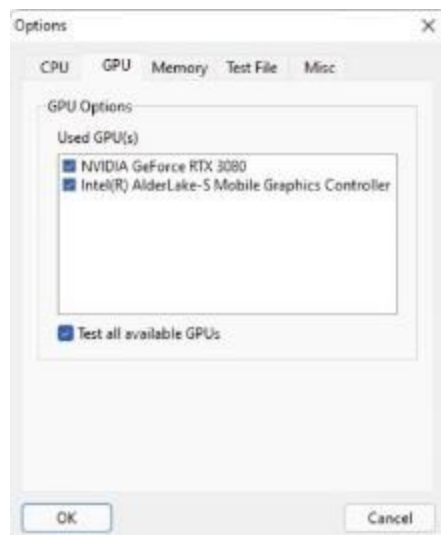 Options
CPU GPU Memory Test File Misc
GPU Options
Used GPU(s)
NVIDIA GeForce RTX 3080
Intel(R) AlderLake-S Mobile Graphics Controller
Test all available GPUs
OK Cancel